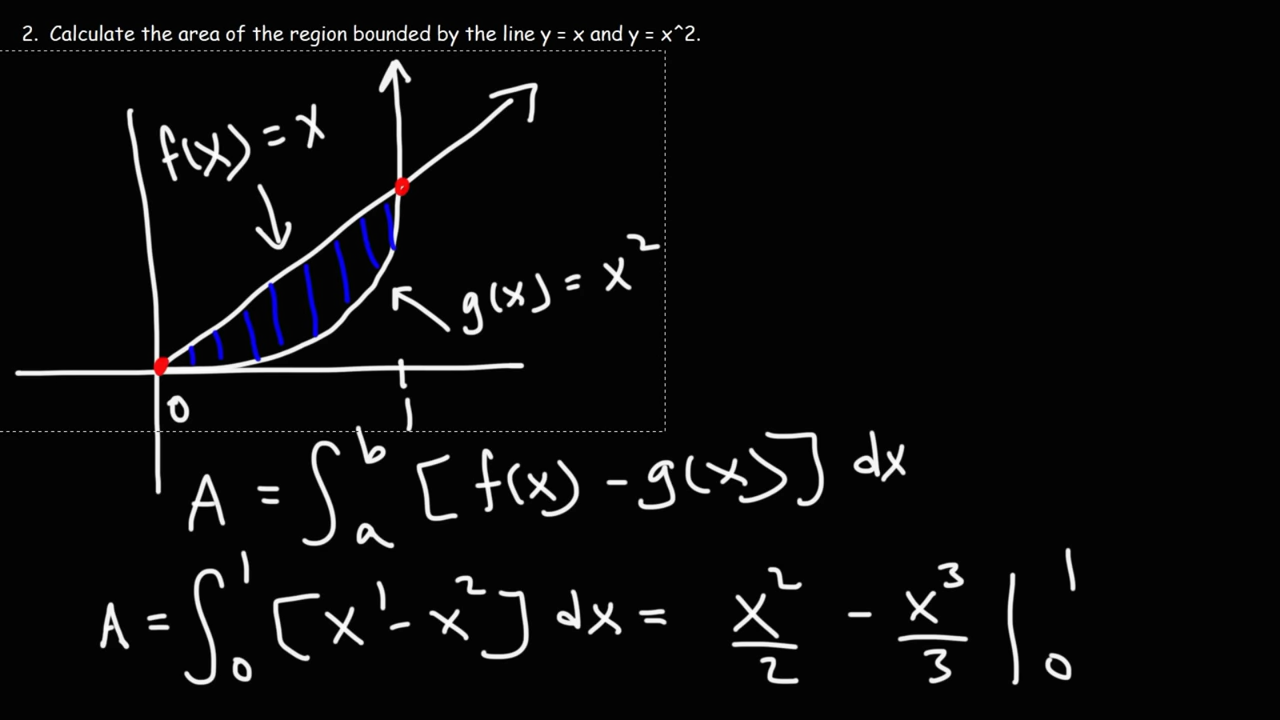 2. Calculate the area of the region bounded by the line y = x and y = x^2.
f(x) = x
g(x) = x²
0
1
A = ∫ₐᵇ [f(x) - g(x)] dx
A = ∫₀¹ [x¹ - x²] dx = x²/2 - x³/3 |₀¹